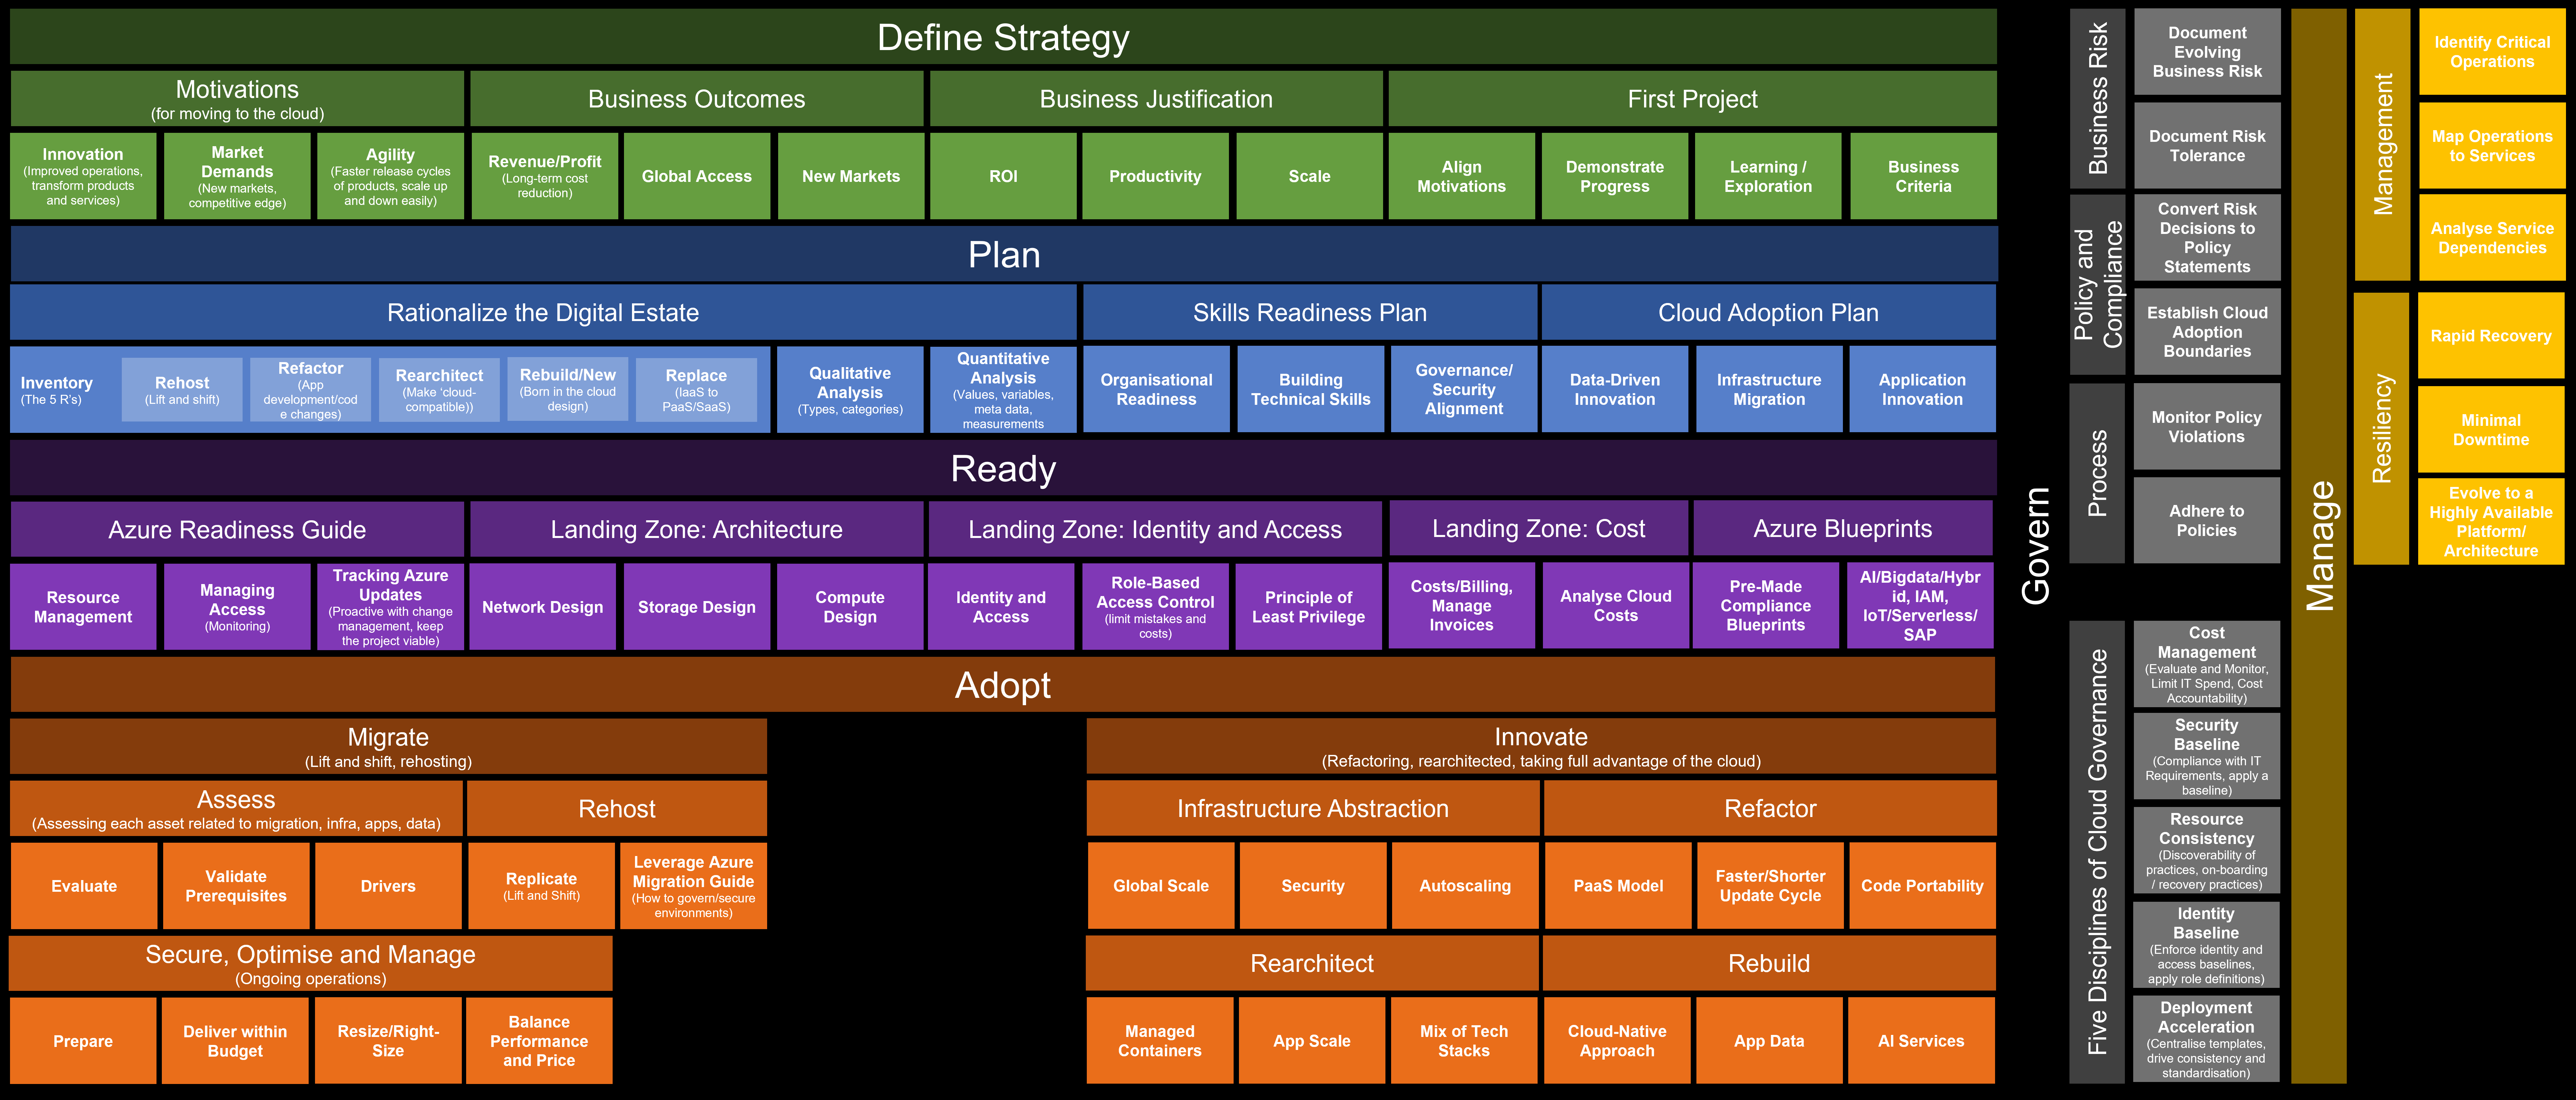 Define Strategy
Motivations
(for moving to the cloud)
Business Outcomes
Business Justification
First Project
Innovation
(Improved operations,
transform products
and services)
Market
Demands
(New markets,
competitive edge)
Agility
(Faster release cycles
of products, scale up
and down easily)
Revenue/Profit
(Long-term cost
reduction)
Global Access
New Markets
ROI
Productivity
Scale
Align
Motivations
Demonstrate
Progress
Learning /
Exploration
Business
Criteria
Plan
Rationalize the Digital Estate
Skills Readiness Plan
Cloud Adoption Plan
Inventory
(The 5 R's)
Rehost
(Lift and shift)
Refactor
(App
development/cod
e changes)
Rearchitect
(Make 'cloud-
compatible))
Rebuild/New
(Born in the cloud
design)
Replace
(IaaS to
PaaS/SaaS)
Qualitative
Analysis
(Types, categories)
Quantitative
Analysis
(Values, variables,
meta data,
measurements
Organisational
Readiness
Building
Technical Skills
Governance/
Security
Alignment
Data-Driven
Innovation
Infrastructure
Migration
Application
Innovation
Ready
Azure Readiness Guide
Landing Zone: Architecture
Landing Zone: Identity and Access
Landing Zone: Cost
Azure Blueprints
Resource
Management
Managing
Access
(Monitoring)
Tracking Azure
Updates
(Proactive with change
management, keep
the project viable)
Network Design
Storage Design
Compute
Design
Identity and
Access
Role-Based
Access Control
(limit mistakes and
costs)
Principle of
Least Privilege
Costs/Billing,
Manage
Invoices
Analyse Cloud
Costs
Pre-Made
Compliance
Blueprints
AI/Bigdata/Hybr
id, IAM,
IoT/Serverless/
SAP
Adopt
Migrate
(Lift and shift, rehosting)
Assess
(Assessing each asset related to migration, infra, apps, data)
Rehost
Evaluate
Validate
Prerequisites
Drivers
Replicate
(Lift and Shift)
Leverage Azure
Migration Guide
(How to govern/secure
environments)
Secure, Optimise and Manage
(Ongoing operations)
Prepare
Deliver within
Budget
Resize/Right-
Size
Balance
Performance
and Price
Innovate
(Refactoring, rearchitected, taking full advantage of the cloud)
Infrastructure Abstraction
Refactor
Global Scale
Security
Autoscaling
PaaS Model
Faster/Shorter
Update Cycle
Code Portability
Rearchitect
Rebuild
Managed
Containers
App Scale
Mix of Tech
Stacks
Cloud-Native
Approach
App Data
AI Services
Govern
Business Risk
Document
Evolving
Business Risk
Document Risk
Tolerance
Policy and
Compliance
Convert Risk
Decisions to
Policy
Statements
Establish Cloud
Adoption
Boundaries
Process
Monitor Policy
Violations
Adhere to
Policies
Five Disciplines of Cloud Governance
Cost
Management
(Evaluate and Monitor,
Limit IT Spend, Cost
Accountability)
Security
Baseline
(Compliance with IT
Requirements, apply a
baseline)
Resource
Consistency
(Discoverability of
practices, on-boarding
/ recovery practices)
Identity
Baseline
(Enforce identity and
access baselines,
apply role definitions)
Deployment
Acceleration
(Centralise templates,
drive consistency and
standardisation)
Manage
Management
Identify Critical
Operations
Map Operations
to Services
Analyse Service
Dependencies
Resiliency
Rapid Recovery
Minimal
Downtime
Evolve to a
Highly Available
Platform/
Architecture